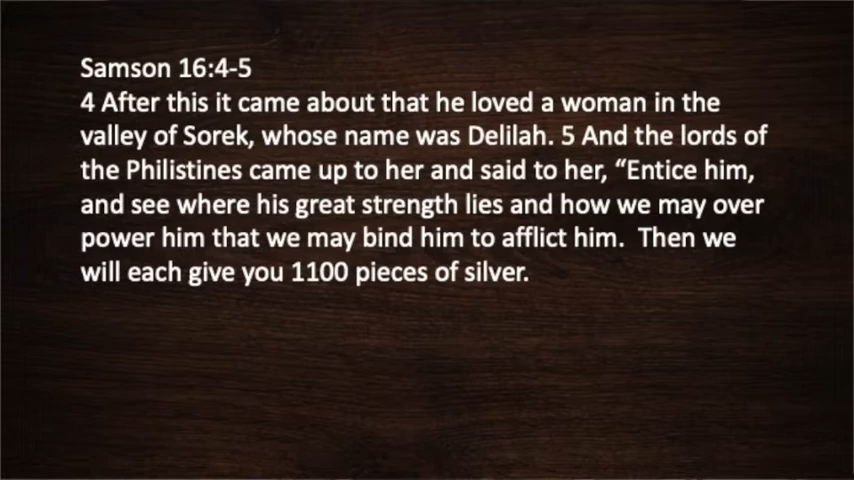 Samson 16:4-5
4 After this it came about that he loved a woman in the
valley of Sorek, whose name was Delilah. 5 And the lords of
the Philistines came up to her and said to her, “Entice him,
and see where his great strength lies and how we may over
power him that we may bind him to afflict him.  Then we
will each give you 1100 pieces of silver.